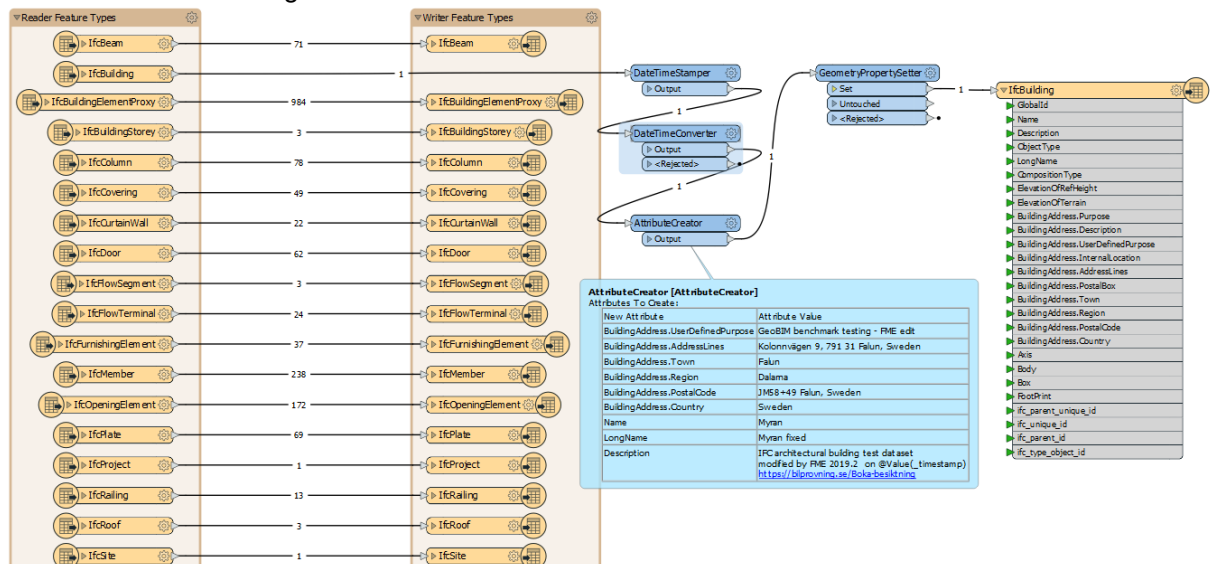 Reader Feature Types
Writer Feature Types
IfcBeam
71
IfcBeam
IfcBuilding
1
DateTimeStamper
Output
GeometryPropertySetter
Set
Untouched
<Rejected>
1
IfcBuilding
GlobalId
Name
Description
ObjectType
LongName
CompositionType
ElevationOfRefHeight
ElevationOfTerrain
BuildingAddress.Purpose
BuildingAddress.Description
BuildingAddress.UserDefinedPurpose
BuildingAddress.InternalLocation
BuildingAddress.AddressLines
BuildingAddress.PostalBox
BuildingAddress.Town
BuildingAddress.Region
BuildingAddress.PostalCode
BuildingAddress.Country
Axis
Body
Box
FootPrint
ifc_parent_unique_id
ifc_unique_id
ifc_parent_id
ifc_type_object_id
IfcBuildingElementProxy
984
IfcBuildingElementProxy
1
IfcBuildingStorey
3
IfcBuildingStorey
DateTimeConverter
Output
<Rejected>
1
IfcColumn
78
IfcColumn
1
IfcCovering
49
IfcCovering
IfcCurtainWall
22
IfcCurtainWall
AttributeCreator
Output
IfcDoor
62
IfcDoor
IfcFlowSegment
3
IfcFlowSegment
IfcFlowTerminal
24
IfcFlowTerminal
IfcFurnishingElement
37
IfcFurnishingElement
IfcMember
238
IfcMember
IfcOpeningElement
172
IfcOpeningElement
IfcPlate
69
IfcPlate
IfcProject
1
IfcProject
IfcRailing
13
IfcRailing
IfcRoof
3
IfcRoof
IfcSite
1
IfcSite
AttributeCreator [AttributeCreator]
Attributes To Create:
New Attribute Attribute Value
BuildingAddress.UserDefinedPurpose GeoBIM benchmark testing - FME edit
BuildingAddress.AddressLines Kolonnvägen 9, 791 31 Falun, Sweden
BuildingAddress.Town Falun
BuildingAddress.Region Dalarna
BuildingAddress.PostalCode JM58+49 Falun, Sweden
BuildingAddress.Country Sweden
Name Myran
LongName Myran fixed
Description IFC architectural building test dataset
modified by FME 2019.2 on @Value(_timestamp)
https://bilprovning.se/Boka-besiktning